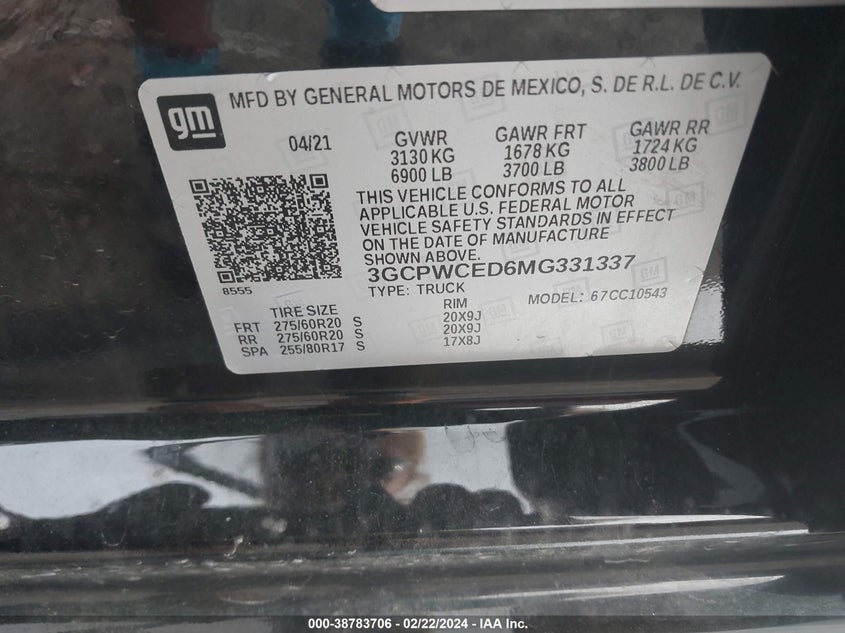 gm MFD BY GENERAL MOTORS DE MEXICO, S. DE R.L. DE C.V.
04/21 GVWR GAWR FRT GAWR RR
3130 KG 1678 KG 1724 KG
6900 LB 3700 LB 3800 LB
THIS VEHICLE CONFORMS TO ALL
APPLICABLE U.S. FEDERAL MOTOR
VEHICLE SAFETY STANDARDS IN EFFECT
ON THE DATE OF MANUFACTURE
SHOWN ABOVE.
8555 3GCPWCED6MG331337
TYPE: TRUCK MODEL: 67CC10543
TIRE SIZE RIM
FRT 275/60R20 S 20X9J
RR 275/60R20 S 20X9J
SPA 255/80R17 S 17X8J
000-38783706 - 02/22/2024 - IAA Inc.